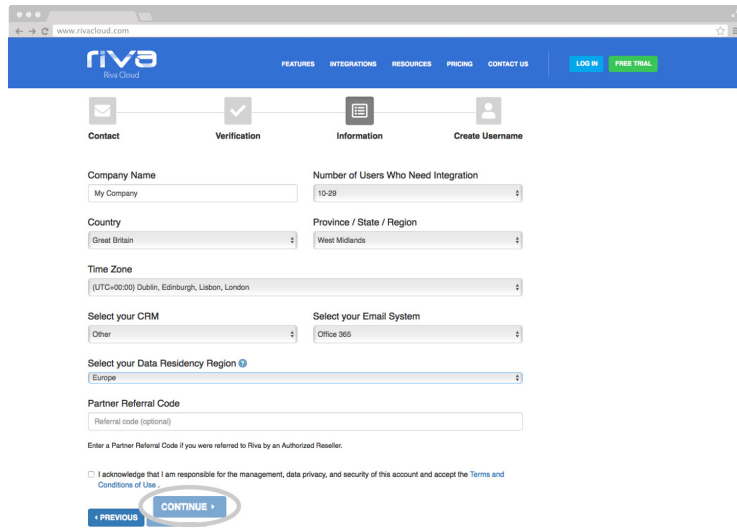 www.rivacloud.com
riva
Riva Cloud
FEATURES INTEGRATIONS RESOURCES PRICING CONTACT US LOG IN FREE TRIAL
Contact Verification Information Create Username
Company Name Number of Users Who Need Integration
My Company 10-29
Country Province / State / Region
Great Britain West Midlands
Time Zone
(UTC+00:00) Dublin, Edinburgh, Lisbon, London
Select your CRM Select your Email System
Other Office 365
Select your Data Residency Region ?
Europe
Partner Referral Code
Referral code (optional)
Enter a Partner Referral Code if you were referred to Riva by an Authorized Reseller.
I acknowledge that I am responsible for the management, data privacy, and security of this account and accept the Terms and
Conditions of Use .
CONTINUE
PREVIOUS